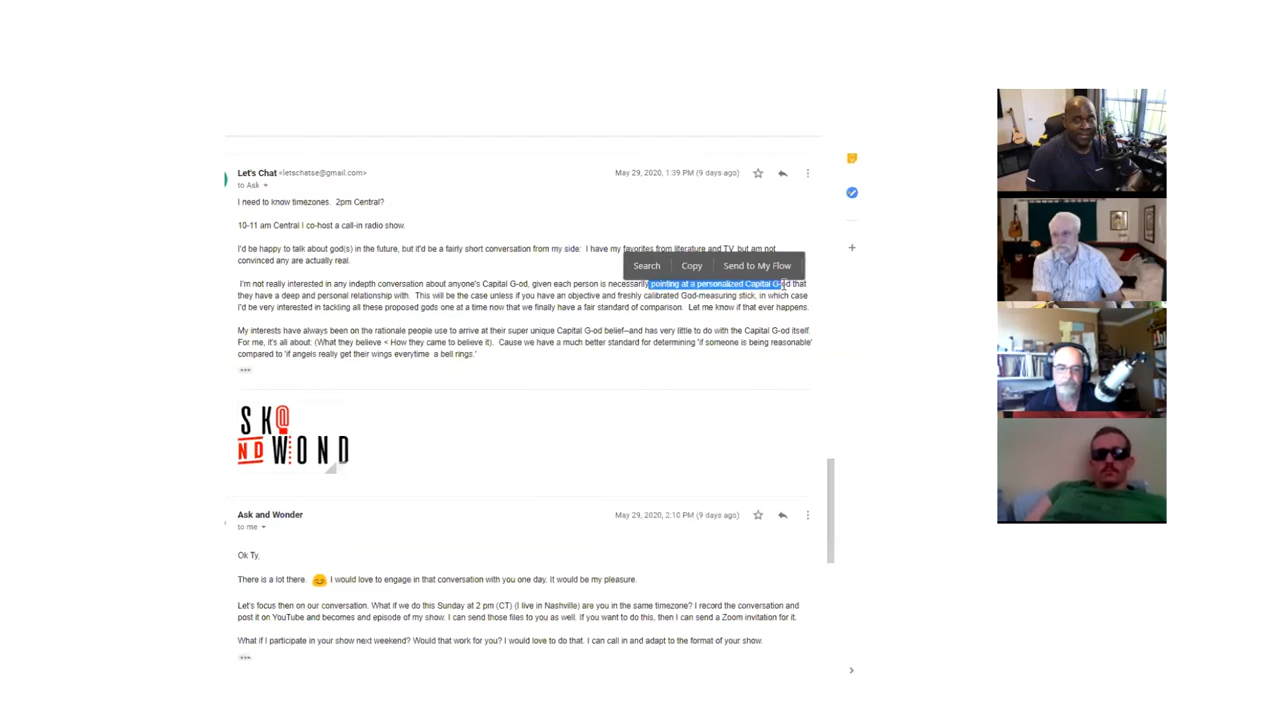 Let's Chat <letschatse@gmail.com>
May 29, 2020, 1:39 PM (9 days ago)
to Ask
I need to know timezones. 2pm Central?
10-11 am Central I co-host a call-in radio show.
I'd be happy to talk about god(s) in the future, but it'd be a fairly short conversation from my side: I have my favorites from literature and TV, but am not
convinced any are actually real.
Search Copy Send to My Flow
I'm not really interested in any indepth conversation about anyone's Capital G-od, given each person is necessarily pointing at a personalized Capital G-od that
they have a deep and personal relationship with. This will be the case unless if you have an objective and freshly calibrated God-measuring stick, in which case
I'd be very interested in tackling all these proposed gods one at a time now that we finally have a fair standard of comparison. Let me know if that ever happens.
My interests have always been on the rationale people use to arrive at their super unique Capital G-od belief--and has very little to do with the Capital G-od itself.
For me, it's all about: (What they believe < How they came to believe it). Cause we have a much better standard for determining 'if someone is being reasonable'
compared to 'if angels really get their wings everytime a bell rings.'
SK@
ND WOND
Ask and Wonder
May 29, 2020, 2:10 PM (9 days ago)
to me
Ok Ty,
There is a lot there. 😊 I would love to engage in that conversation with you one day. It would be my pleasure.
Let's focus then on our conversation. What if we do this Sunday at 2 pm (CT) (I live in Nashville) are you in the same timezone? I record the conversation and
post it on YouTube and becomes and episode of my show. I can send those files to you as well. If you want to do this, then I can send a Zoom invitation for it.
What if I participate in your show next weekend? Would that work for you? I would love to do that. I can call in and adapt to the format of your show.